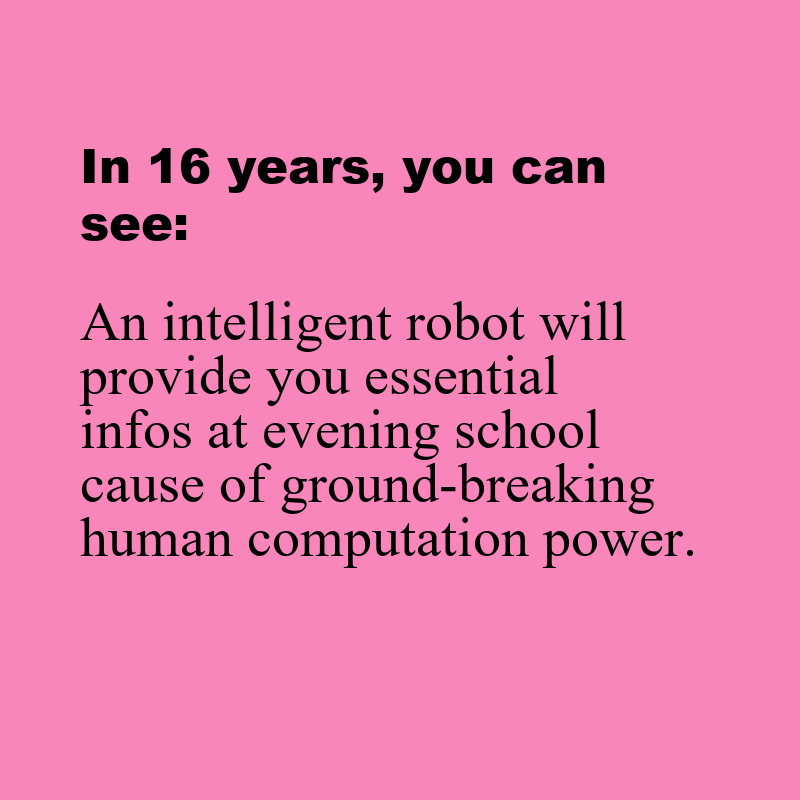 In 16 years, you can
see:
An intelligent robot will
provide you essential
infos at evening school
cause of ground-breaking
human computation power.